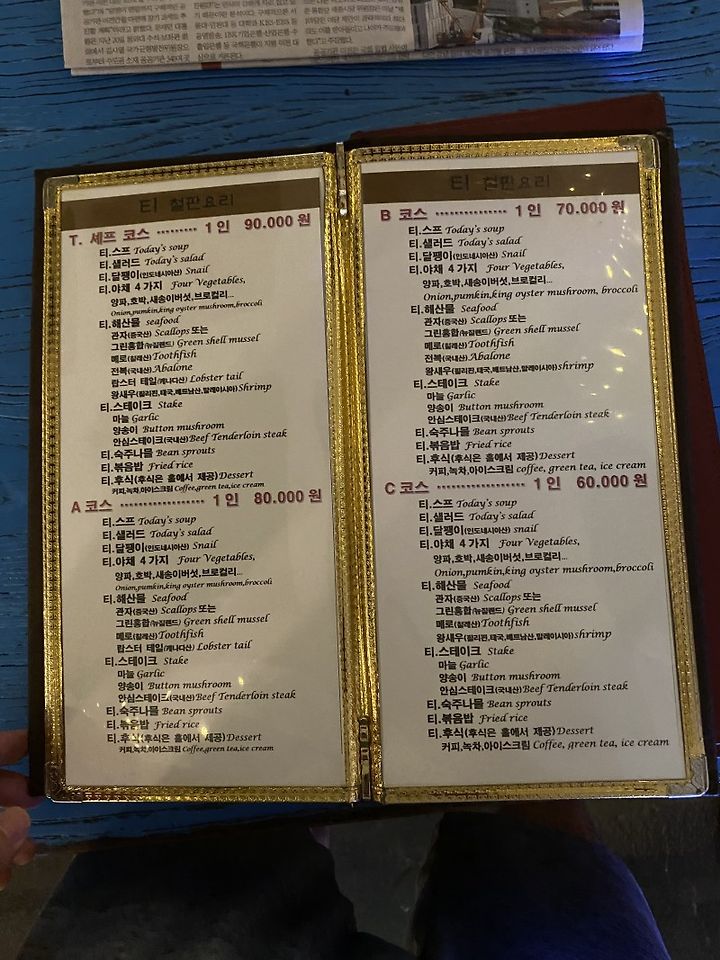 티 철판요리
T. 셰프 코스 ......... 1인 90.000원
티.스프 Today's soup
티.샐러드 Today's salad
티.달팽이(인도네시아산) Snail
티.야채 4 가지 Four Vegetables,
양파,호박,새송이버섯,브로컬리...
Onion,pumkin,king oyster mushroom,broccoli
티.해산물 seafood
관자(중국산) Scallops 또는
그린홍합(뉴질랜드) Green shell mussel
메로(칠레산)Toothfish
전복(국내산)Abalone
랍스터 테일(캐나다산) Lobster tail
왕새우(필리핀,태국,베트남산,말레이시아)Shrimp
티.스테이크 Stake
마늘 Garlic
양송이 Button mushroom
안심스테이크(국내산)Beef Tenderloin steak
티.숙주나물 Bean sprouts
티.볶음밥 Fried rice
티.후식(후식은 홀에서 제공)Dessert
커피,녹차,아이스크림 Coffee,green tea,ice cream
A 코스 .................. 1인 80.000원
티.스프 Today's soup
티.샐러드 Today's salad
티.달팽이(인도네시아산) Snail
티.야채 4 가지 Four Vegetables,
양파,호박,새송이버섯,브로컬리...
Onion,pumkin,king oyster mushroom,broccoli
티.해산물 Seafood
관자(중국산) Scallops 또는
그린홍합(뉴질랜드) Green shell mussel
메로(칠레산)Toothfish
랍스터 테일(캐나다산) Lobster tail
티.스테이크 Stake
마늘 Garlic
양송이 Button mushroom
안심스테이크(국내산)Beef Tenderloin steak
티.숙주나물 Bean sprouts
티.볶음밥 Fried rice
티.후식(후식은 홀에서 제공)Dessert
커피,녹차,아이스크림 Coffee,green tea,ice cream
티 철판요리
B 코스 ................ 1인 70.000원
티.스프 Today's soup
티.샐러드 Today's salad
티.달팽이(인도네시아산) Snail
티.야채 4 가지 Four Vegetables,
양파,호박,새송이버섯,브로컬리...
Onion,pumkin,king oyster mushroom, broccoli
티.해산물 Seafood
관자(중국산) Scallops 또는
그린홍합(뉴질랜드) Green shell mussel
메로(칠레산)Toothfish
전복(국내산)Abalone
왕새우(필리핀,태국,베트남산,말레이시아)shrimp
티.스테이크 Stake
마늘 Garlic
양송이 Button mushroom
안심스테이크(국내산)Beef Tenderloin steak
티.숙주나물 Bean sprouts
티.볶음밥 Fried rice
티.후식(후식은 홀에서 제공)Dessert
커피,녹차,아이스크림 coffee, green tea, ice cream
C 코스 .................. 1인 60.000원
티.스프 Today's soup
티.샐러드 Today's salad
티.달팽이(인도네시아산) snail
티.야채 4 가지 Four Vegetables,
양파,호박,새송이버섯,브로컬리...
Onion,pumkin,king oyster mushroom,broccoli
티.해산물 Seafood
관자(중국산) Scallops 또는
그린홍합(뉴질랜드) Green shell mussel
메로(칠레산)Toothfish
왕새우(필리핀,태국,베트남산,말레이시아)shrimp
티.스테이크 Stake
마늘 Garlic
양송이 Button mushroom
안심스테이크(국내산)Beef Tenderloin steak
티.숙주나물 Bean sprouts
티.볶음밥 Fried rice
티.후식(후식은 홀에서 제공)Dessert
커피,녹차,아이스크림 Coffee, green tea, ice cream